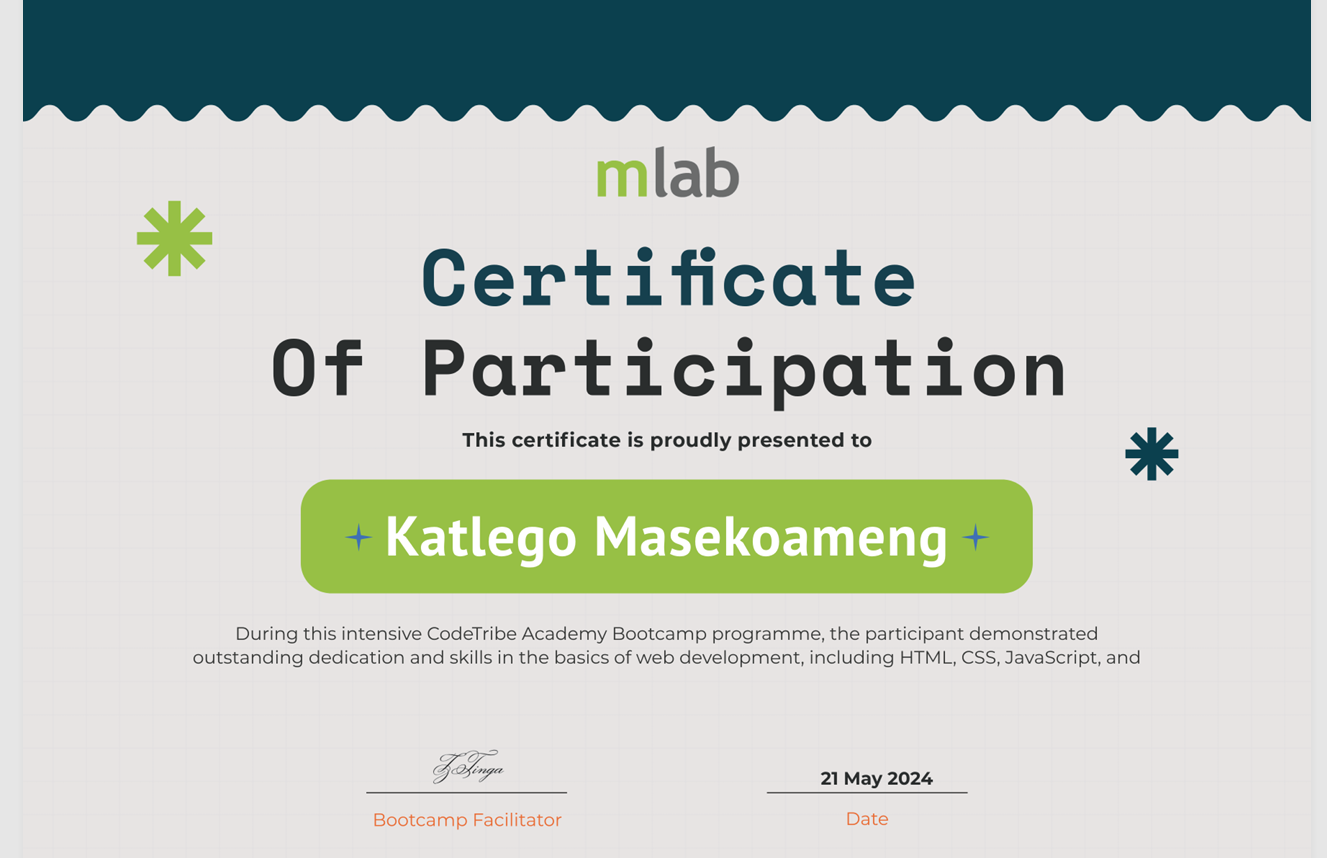 mlab
Certificate
Of Participation
This certificate is proudly presented to
Katlego Masekoameng
During this intensive CodeTribe Academy Bootcamp programme, the participant demonstrated
outstanding dedication and skills in the basics of web development, including HTML, CSS, JavaScript, and
21 May 2024
Bootcamp Facilitator
Date